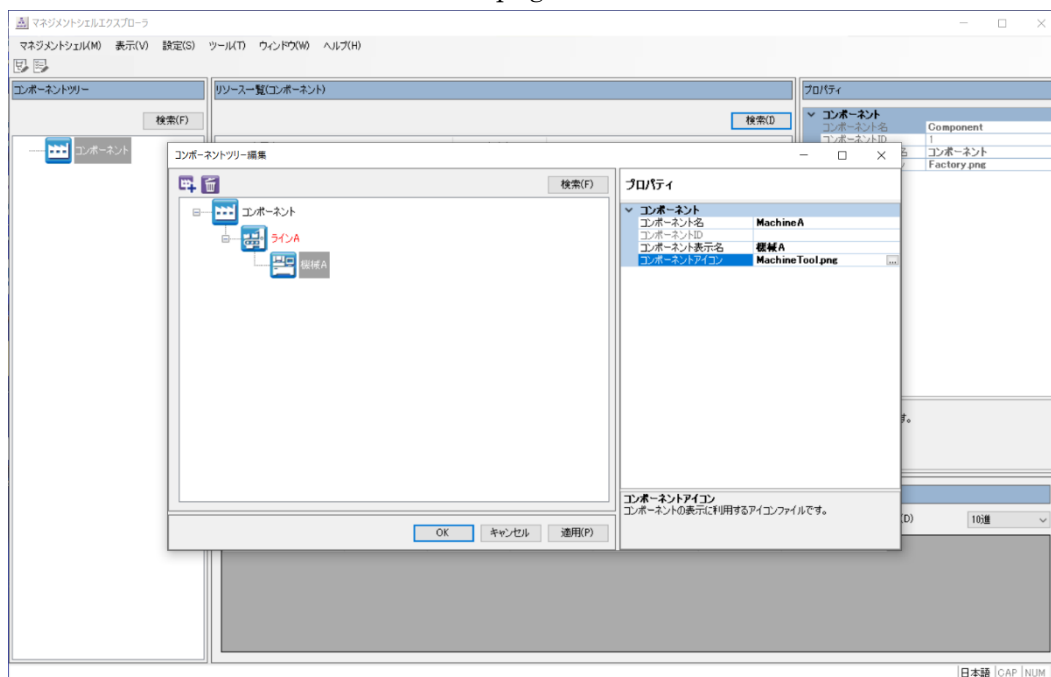 png
マネジメントシェルエクスプローラ
マネジメントシェル(M) 表示(V) 設定(S) ツール(T) ウィンドウ(W) ヘルプ(H)
コンポーネントツリー
検索(F)
コンポーネント
リソース一覧(コンポーネント)
検索(D
プロパティ
コンポーネント
コンポーネント名 Component
コンポーネントID 1
名 コンポーネント
Factory.png
コンポーネントツリー編集
検索(F)
コンポーネント
ラインA
機械A
プロパティ
コンポーネント
コンポーネント名 MachineA
コンポーネントID
コンポーネント表示名 機械A
コンポーネントアイコン MachineTool.png ...
コンポーネントアイコン
コンポーネントの表示に利用するアイコンファイルです。
OK キャンセル 適用(P)
す。
(D) 10進
日本語 CAP NUM